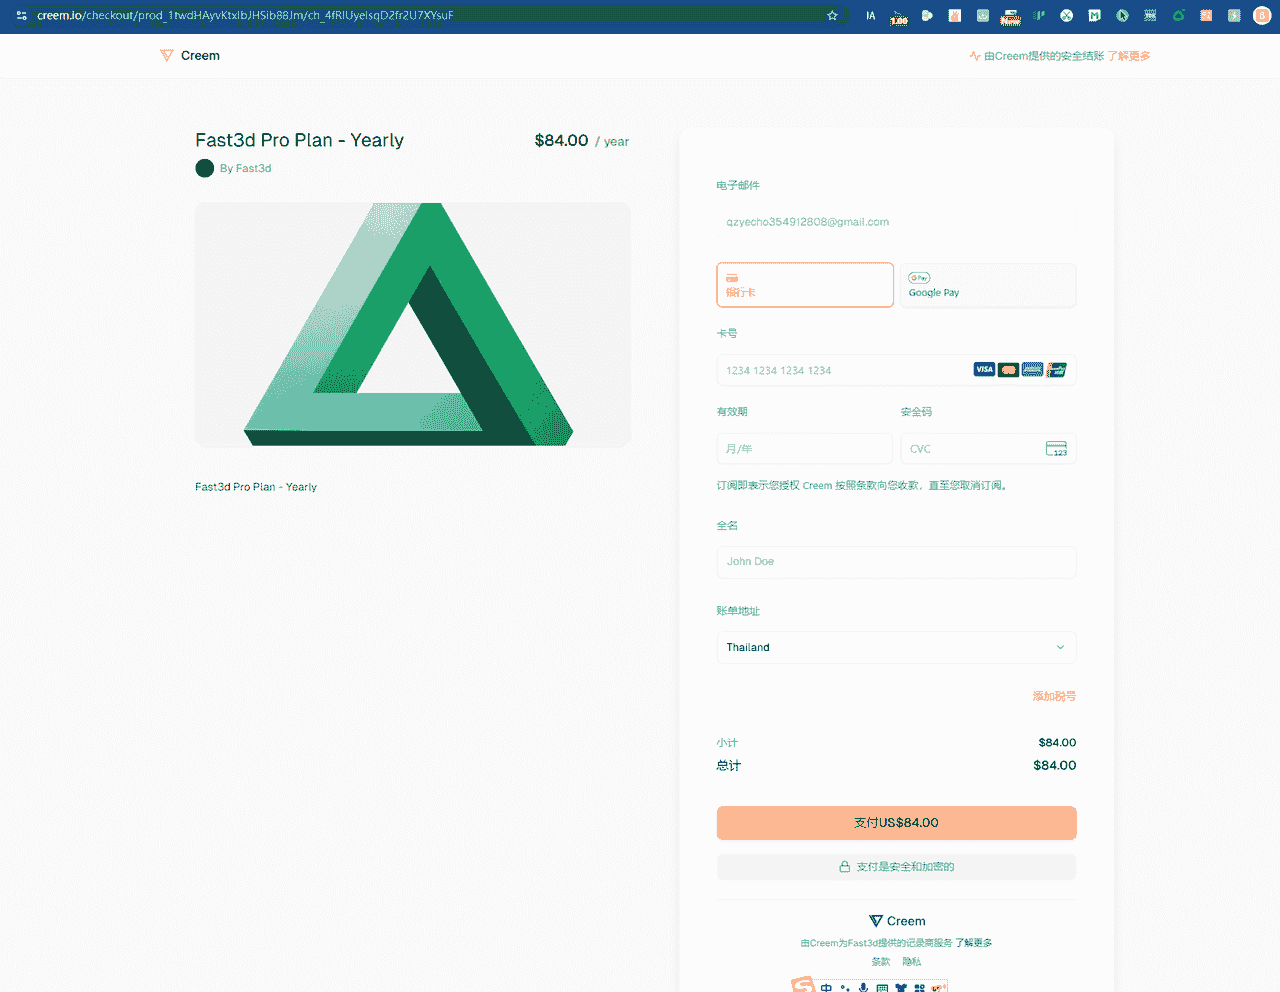 creem.io/checkout/prod_1twdHAyvKtxlbJHSib88Jm/ch_4fRlUyelsqD2fr2U7XYsuF
IA
1.00
Creem
由Creem提供的安全结账 了解更多
Fast3d Pro Plan - Yearly
$84.00 / year
By Fast3d
Fast3d Pro Plan - Yearly
电子邮件
qzyecho354912808@gmail.com
银行卡
G Pay
Google Pay
卡号
1234 1234 1234 1234
VISA
有效期
安全码
月/年
CVC
123
订阅即表示您授权 Creem 按照条款向您收款，直至您取消订阅。
全名
John Doe
账单地址
Thailand
添加税号
小计
$84.00
总计
$84.00
支付US$84.00
支付是安全和加密的
Creem
由Creem为Fast3d提供的记录商服务 了解更多
条款 隐私
中